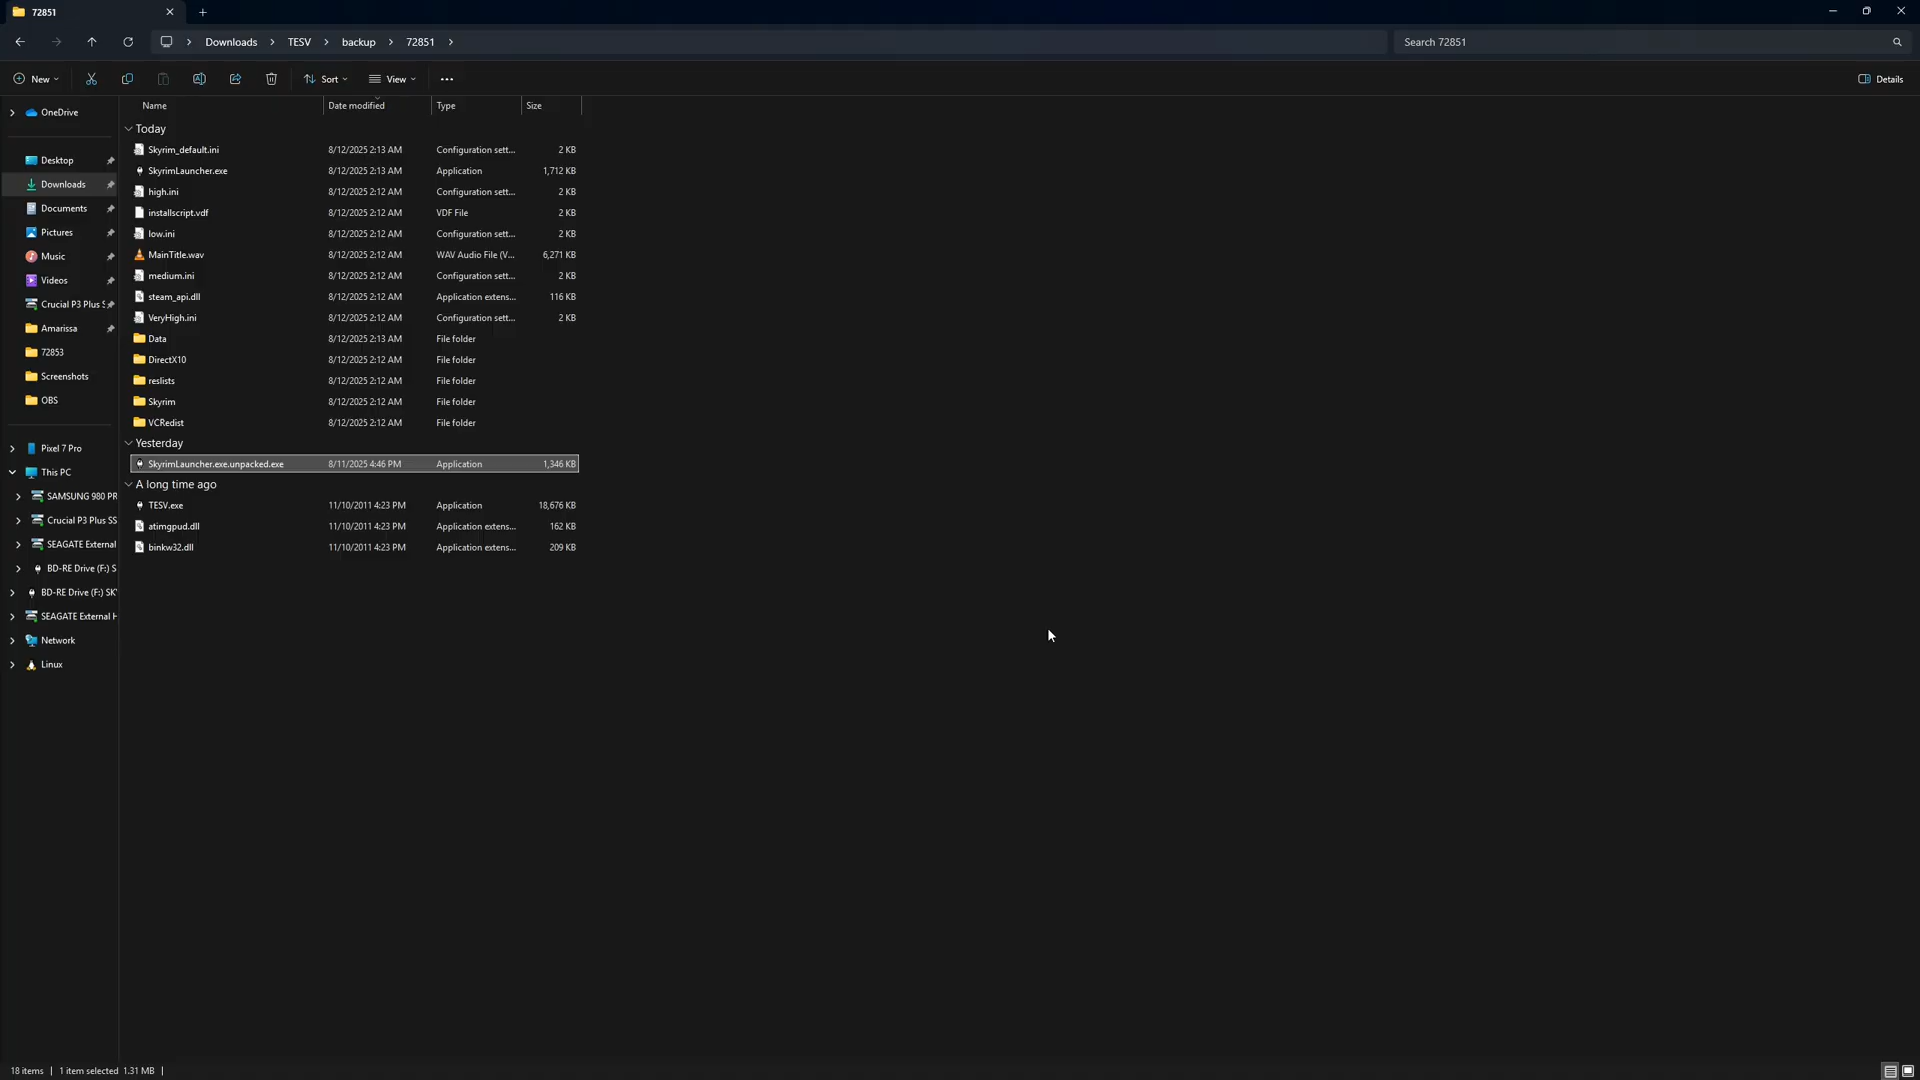 72851
Downloads > TESV > backup > 72851 >
Search 72851
New
Sort
View
Details
OneDrive
Desktop
Downloads
Documents
Pictures
Music
Videos
Crucial P3 Plus S
Amarissa
72853
Screenshots
OBS
Pixel 7 Pro
This PC
SAMSUNG 980 PR
Crucial P3 Plus SS
SEAGATE External
BD-RE Drive (F:) S
BD-RE Drive (F:) SK
SEAGATE External H
Network
Linux
Name Date modified Type Size
Today
Skyrim_default.ini 8/12/2025 2:13 AM Configuration sett... 2 KB
SkyrimLauncher.exe 8/12/2025 2:13 AM Application 1,712 KB
high.ini 8/12/2025 2:12 AM Configuration sett... 2 KB
installscript.vdf 8/12/2025 2:12 AM VDF File 2 KB
low.ini 8/12/2025 2:12 AM Configuration sett... 2 KB
MainTitle.wav 8/12/2025 2:12 AM WAV Audio File (V... 6,271 KB
medium.ini 8/12/2025 2:12 AM Configuration sett... 2 KB
steam_api.dll 8/12/2025 2:12 AM Application extens... 116 KB
VeryHigh.ini 8/12/2025 2:12 AM Configuration sett... 2 KB
Data 8/12/2025 2:13 AM File folder
DirectX10 8/12/2025 2:12 AM File folder
reslists 8/12/2025 2:12 AM File folder
Skyrim 8/12/2025 2:12 AM File folder
VCRedist 8/12/2025 2:12 AM File folder
Yesterday
SkyrimLauncher.exe.unpacked.exe 8/11/2025 4:46 PM Application 1,346 KB
A long time ago
TESV.exe 11/10/2011 4:23 PM Application 18,676 KB
atimgpud.dll 11/10/2011 4:23 PM Application extens... 162 KB
binkw32.dll 11/10/2011 4:23 PM Application extens... 209 KB
18 items | 1 item selected 1.31 MB |